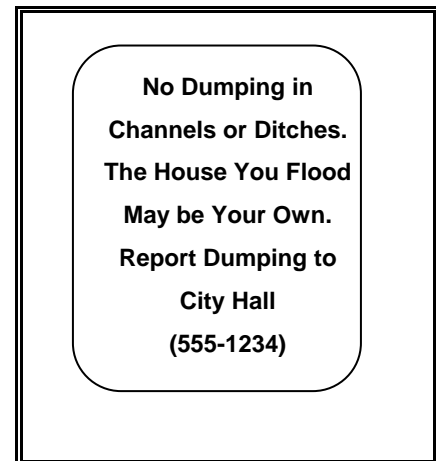 No Dumping in
Channels or Ditches.
The House You Flood
May be Your Own.
Report Dumping to
City Hall
(555-1234)